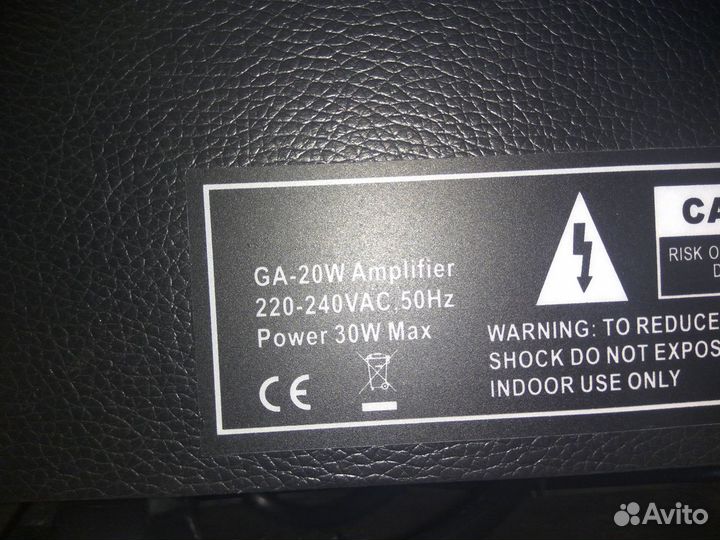 GA-20W Amplifier
220-240VAC,50Hz
Power 30W Max
CE
CA
RISK O
D
WARNING: TO REDUCE
SHOCK DO NOT EXPOS
INDOOR USE ONLY
Avito